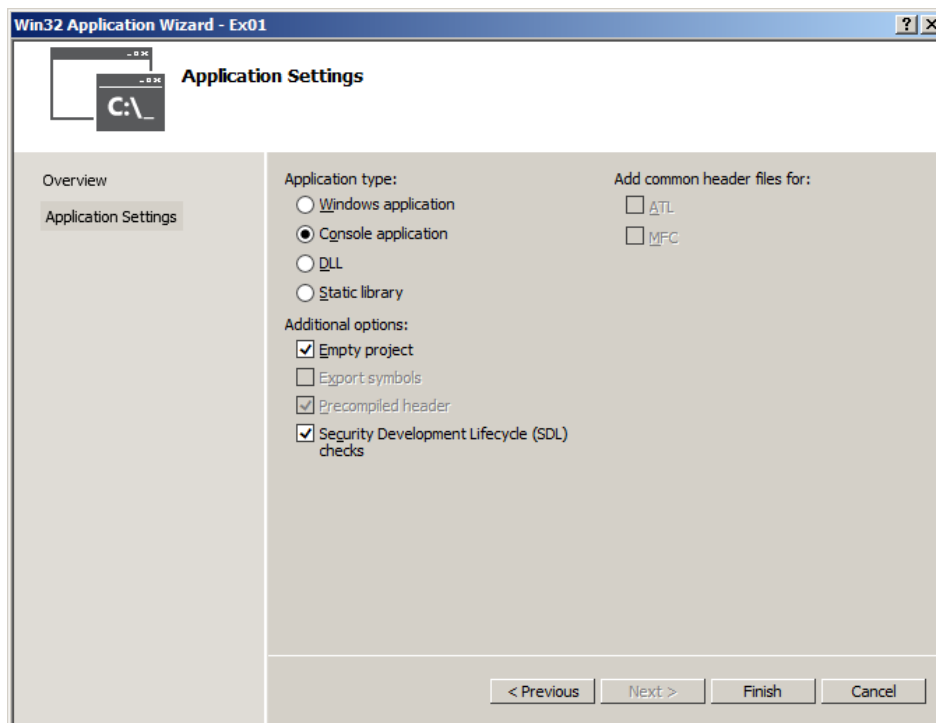 Win32 Application Wizard - Ex01
C:\_
Application Settings
Overview
Application Settings
Application type:
Windows application
Console application
DLL
Static library
Additional options:
Empty project
Export symbols
Precompiled header
Security Development Lifecycle (SDL)
checks
Add common header files for:
ATL
MFC
< Previous
Next >
Finish
Cancel